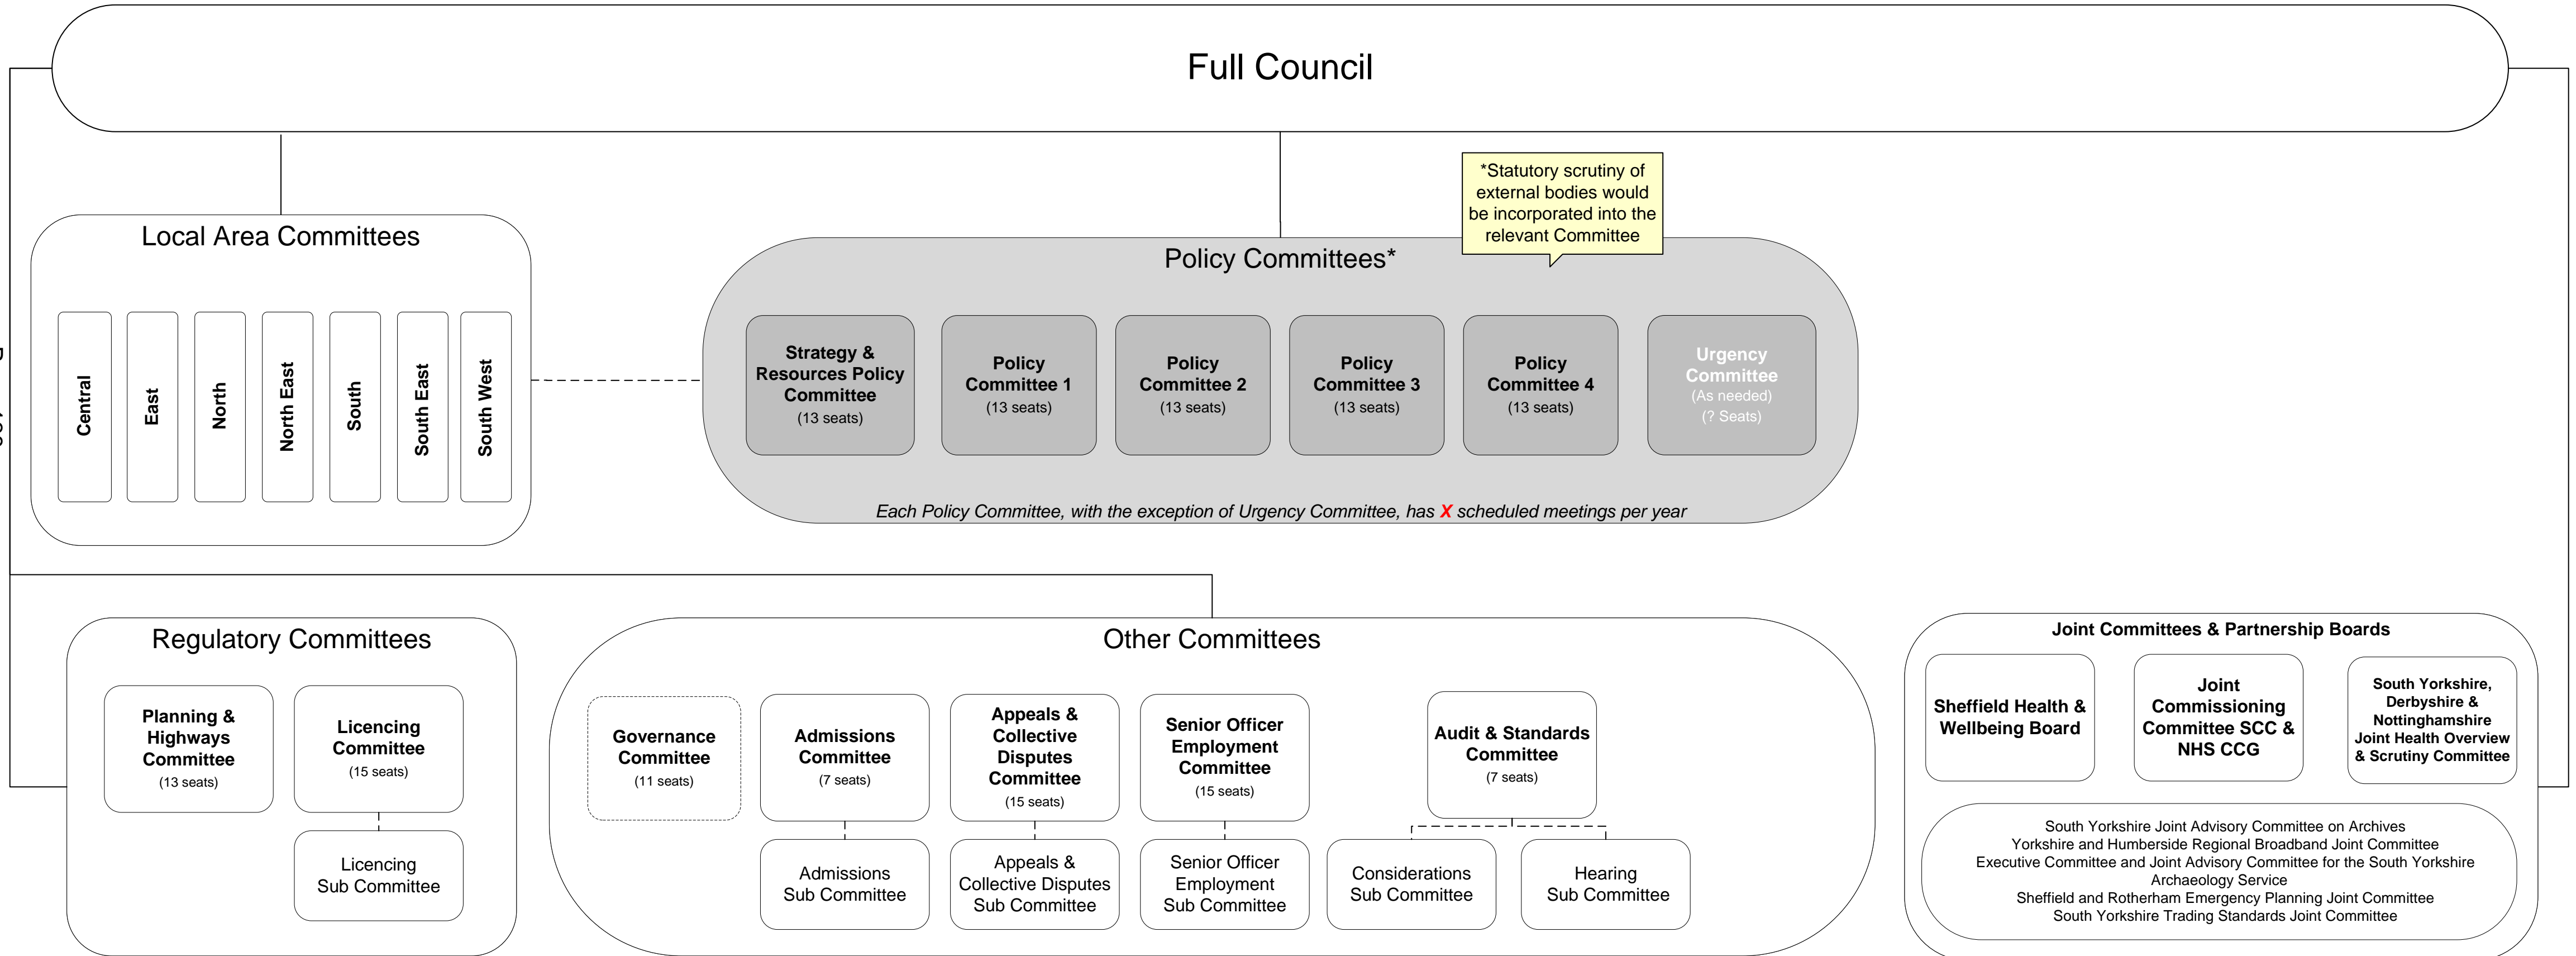 Full Council
*Statutory scrutiny of
external bodies would
be incorporated into the
relevant Committee
Local Area Committees
Central
East
North
North East
South
South East
South West
Policy Committees*
Strategy &
Resources Policy
Committee
(13 seats)
Policy
Committee 1
(13 seats)
Policy
Committee 2
(13 seats)
Policy
Committee 3
(13 seats)
Policy
Committee 4
(13 seats)
Urgency
Committee
(As needed)
(? Seats)
Each Policy Committee, with the exception of Urgency Committee, has X scheduled meetings per year
Regulatory Committees
Planning &
Highways
Committee
(13 seats)
Licencing
Committee
(15 seats)
Licencing
Sub Committee
Other Committees
Governance
Committee
(11 seats)
Admissions
Committee
(7 seats)
Appeals &
Collective
Disputes
Committee
(15 seats)
Senior Officer
Employment
Committee
(15 seats)
Audit & Standards
Committee
(7 seats)
Admissions
Sub Committee
Appeals &
Collective Disputes
Sub Committee
Senior Officer
Employment
Sub Committee
Considerations
Sub Committee
Hearing
Sub Committee
Joint Committees & Partnership Boards
Sheffield Health &
Wellbeing Board
Joint
Commissioning
Committee SCC &
NHS CCG
South Yorkshire,
Derbyshire &
Nottinghamshire
Joint Health Overview
& Scrutiny Committee
South Yorkshire Joint Advisory Committee on Archives
Yorkshire and Humberside Regional Broadband Joint Committee
Executive Committee and Joint Advisory Committee for the South Yorkshire
Archaeology Service
Sheffield and Rotherham Emergency Planning Joint Committee
South Yorkshire Trading Standards Joint Committee